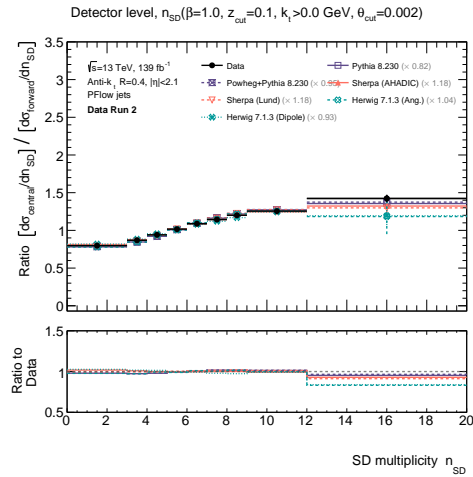 Detector level, n_SD(β=1.0, z_cut=0.1, k_t>0.0 GeV, θ_cut=0.002)
Ratio [dσ_central/dn_SD] / [dσ_forward/dn_SD]
3.5
3
2.5
2
1.5
1
0.5
0
√s=13 TeV, 139 fb⁻¹
Anti-k_t R=0.4, |η|<2.1
PFlow jets
Data Run 2
Data
Pythia 8.230 (× 0.82)
Powheg+Pythia 8.230
Sherpa (AHADIC) (× 1.18)
Sherpa (Lund) (× 1.18)
Herwig 7.1.3 (Ang.) (× 1.04)
Herwig 7.1.3 (Dipole) (× 0.93)
Ratio to
Data
1.5
1
0.5
0 2 4 6 8 10 12 14 16 18 20
SD multiplicity n_SD